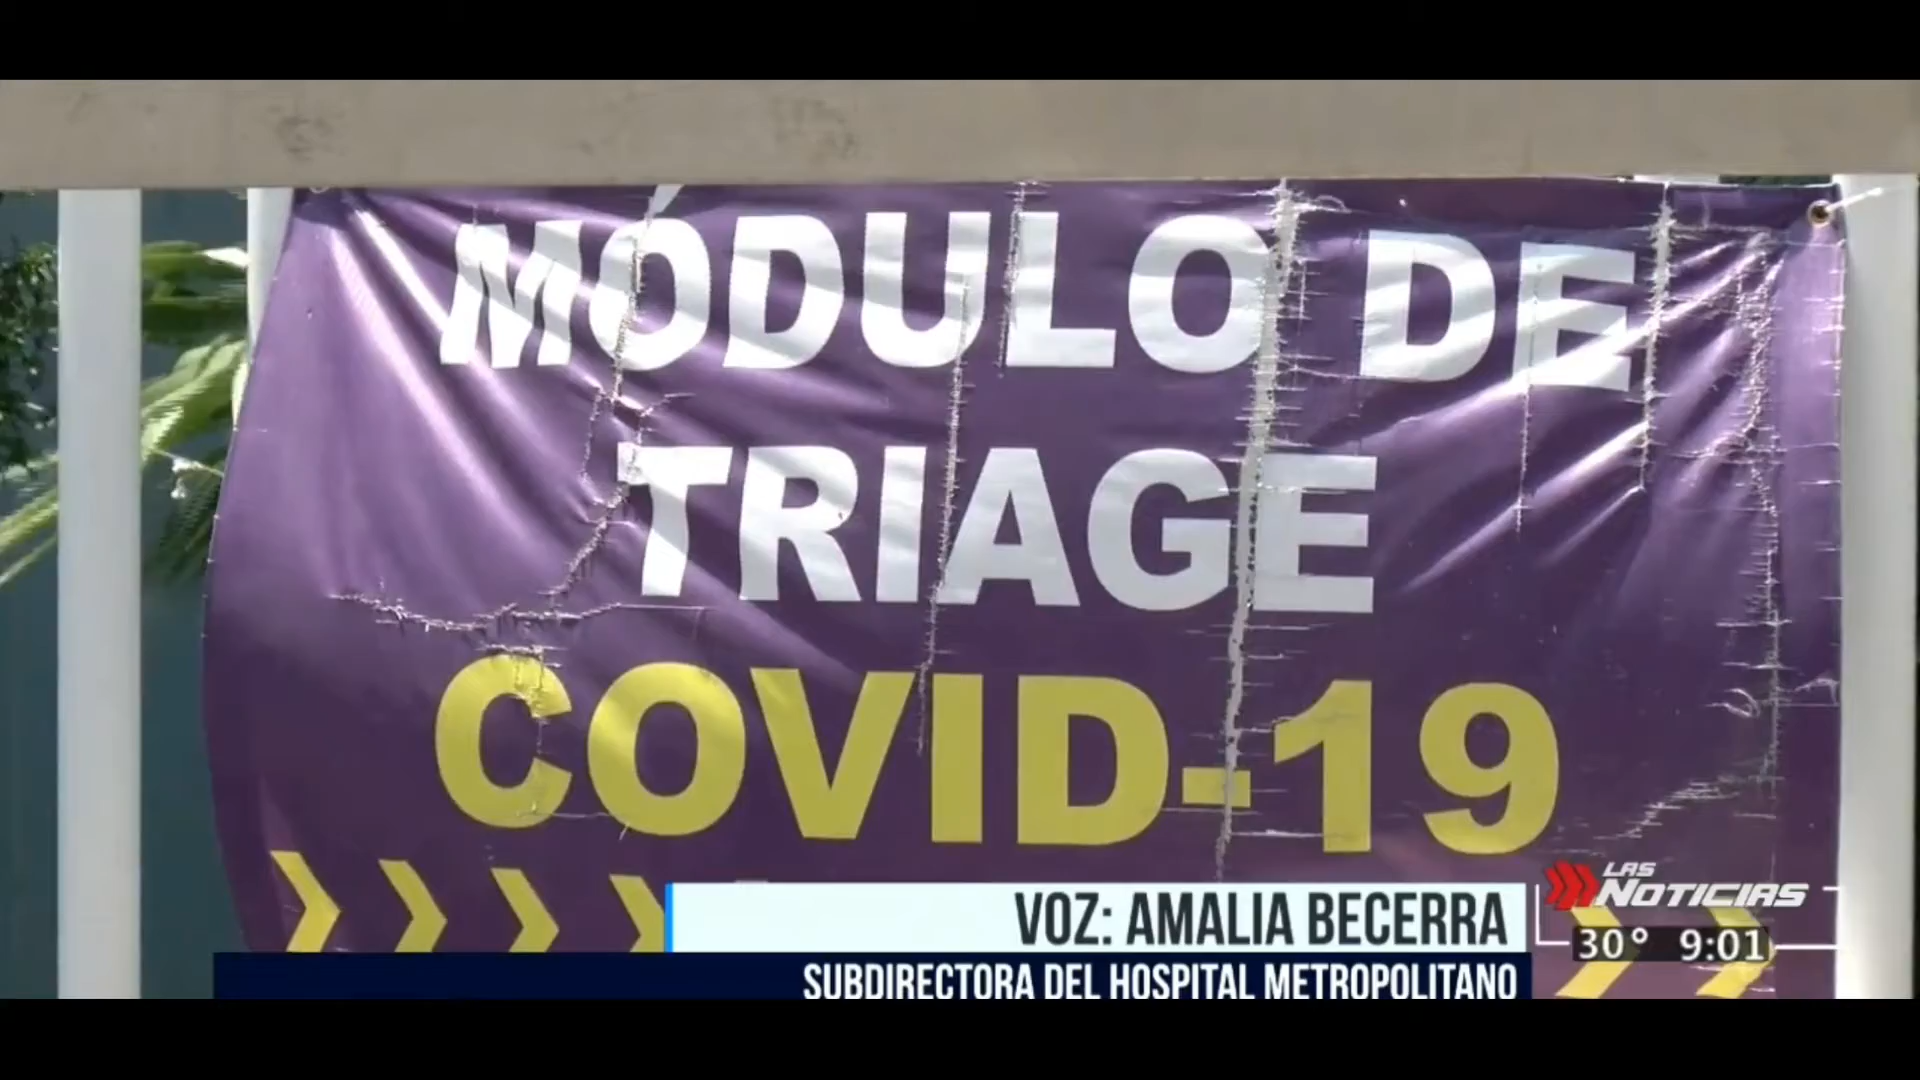 MÓDULO DE
TRIAGE
COVID-19
VOZ: AMALIA BECERRA
SUBDIRECTORA DEL HOSPITAL METROPOLITANO
LAS
NOTICIAS
30° 9:01